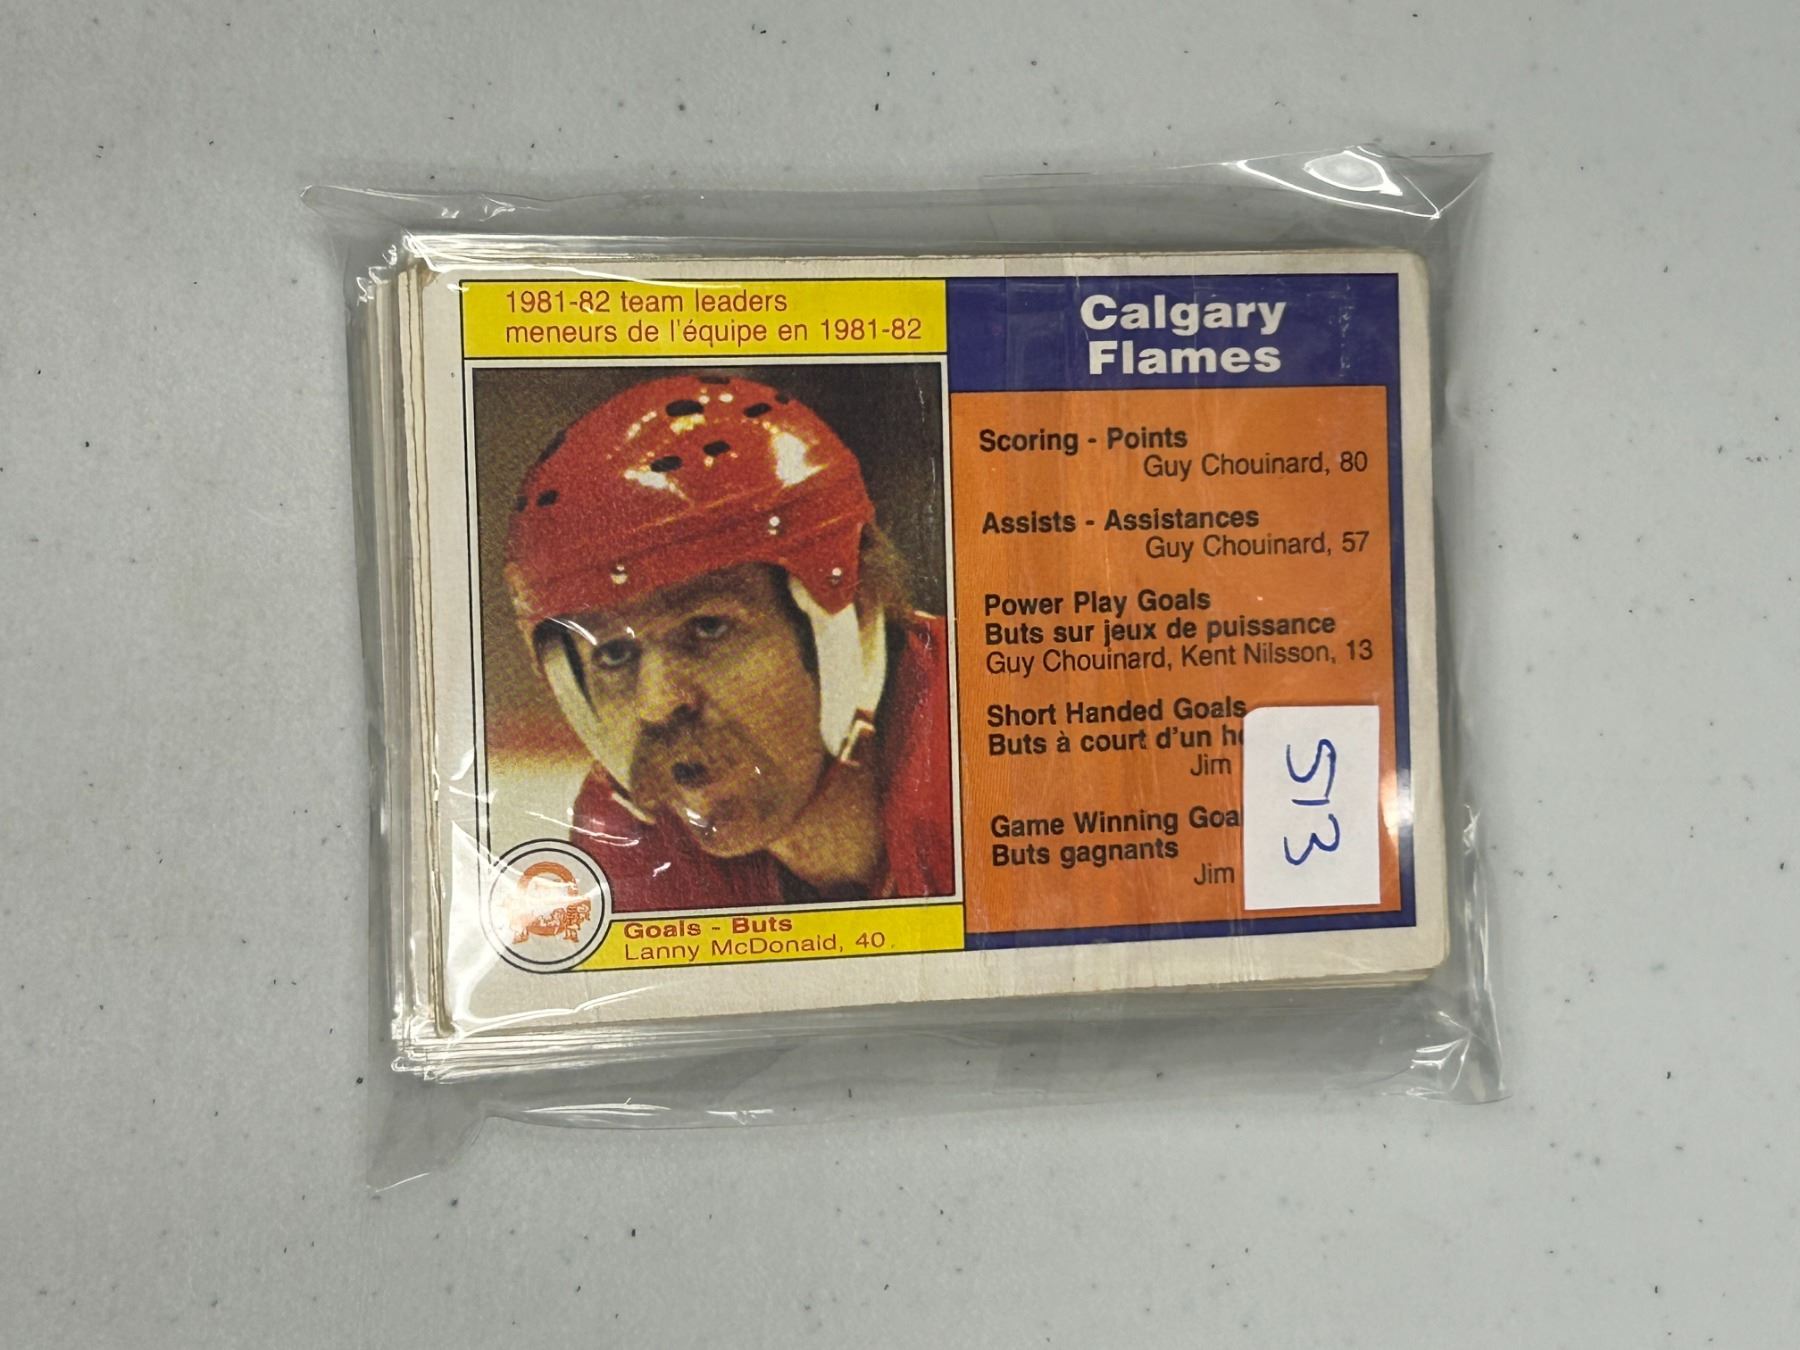 1981-82 team leaders
meneurs de l'équipe en 1981-82
Calgary
Flames
Scoring - Points
Guy Chouinard, 80
Assists - Assistances
Guy Chouinard, 57
Power Play Goals
Buts sur jeux de puissance
Guy Chouinard, Kent Nilsson, 13
Short Handed Goals
Buts à court d'un
Jim
Game Winning
Buts gagnants
Jim
Goals - Buts
Lanny McDonald, 40
513